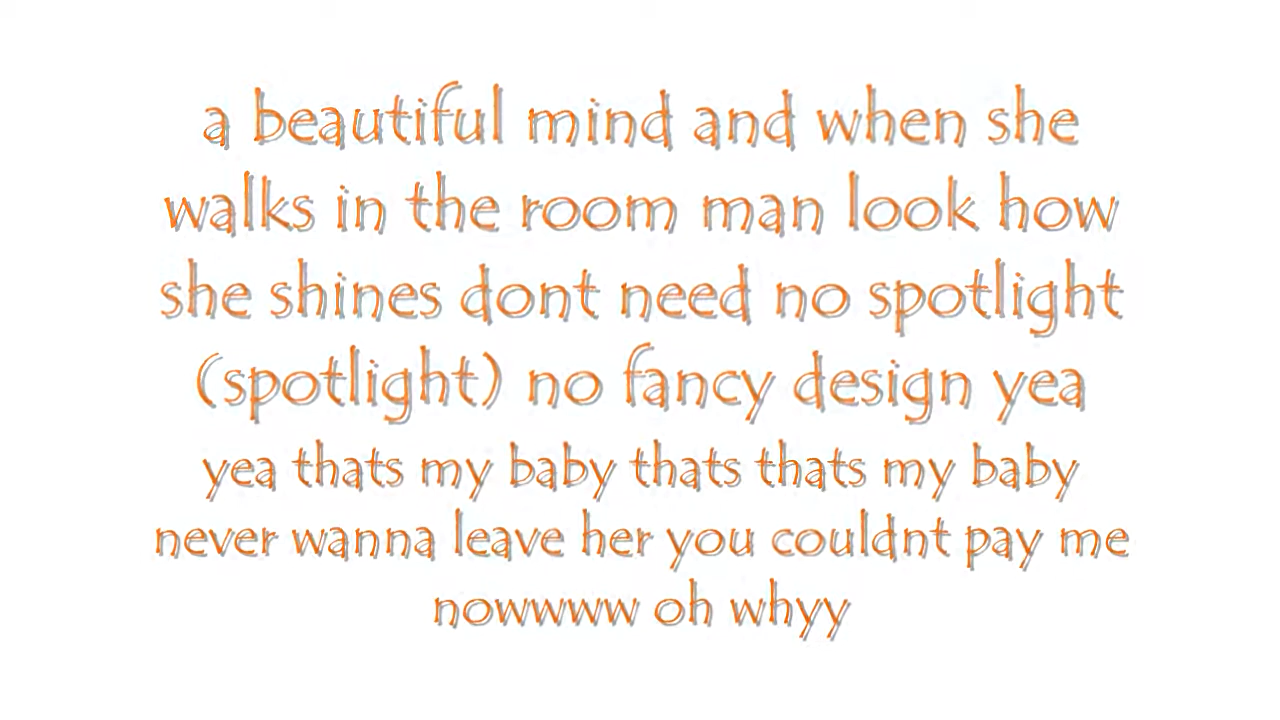 a beautiful mind and when she
walks in the room man look how
she shines dont need no spotlight
(spotlight) no fancy design yea
yea thats my baby thats thats my baby
never wanna leave her you couldnt pay me
nowwww oh whyy